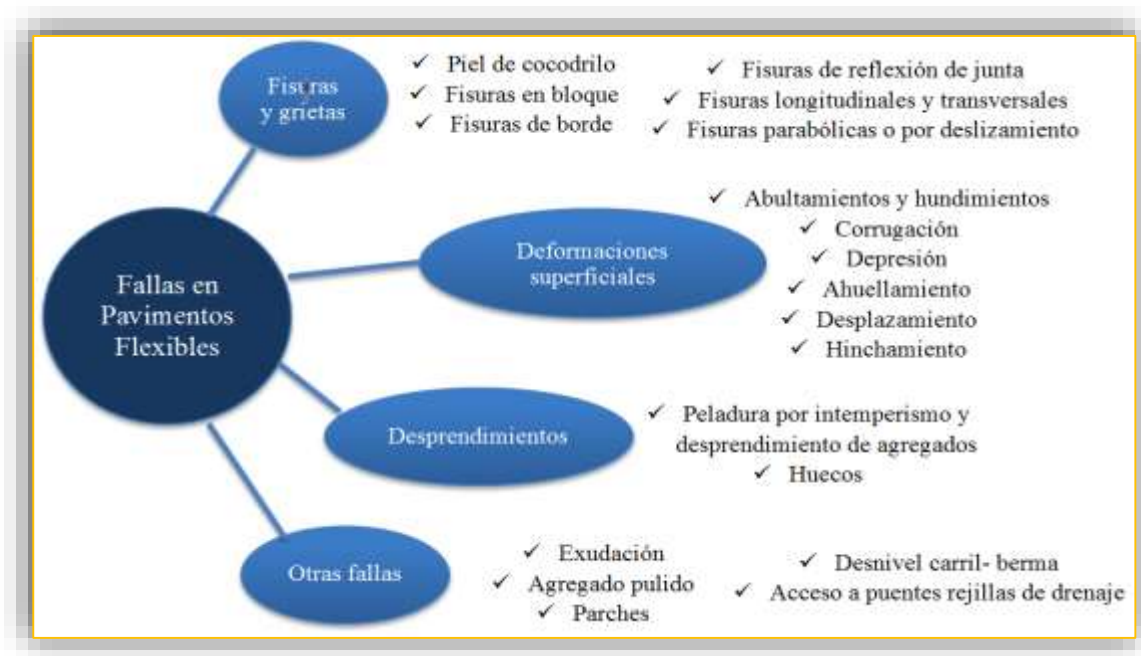 Fallas en
Pavimentos
Flexibles
Fisuras
y grietas
✓ Piel de cocodrilo
✓ Fisuras en bloque
✓ Fisuras de borde
✓ Fisuras de reflexión de junta
✓ Fisuras longitudinales y transversales
✓ Fisuras parabólicas o por deslizamiento
Deformaciones
superficiales
✓ Abultamientos y hundimientos
✓ Corrugación
✓ Depresión
✓ Ahuellamiento
✓ Desplazamiento
✓ Hinchamiento
Desprendimientos
✓ Peladura por intemperismo y
desprendimiento de agregados
✓ Huecos
Otras fallas
✓ Exudación
✓ Agregado pulido
✓ Parches
✓ Desnivel carril- berma
✓ Acceso a puentes rejillas de drenaje